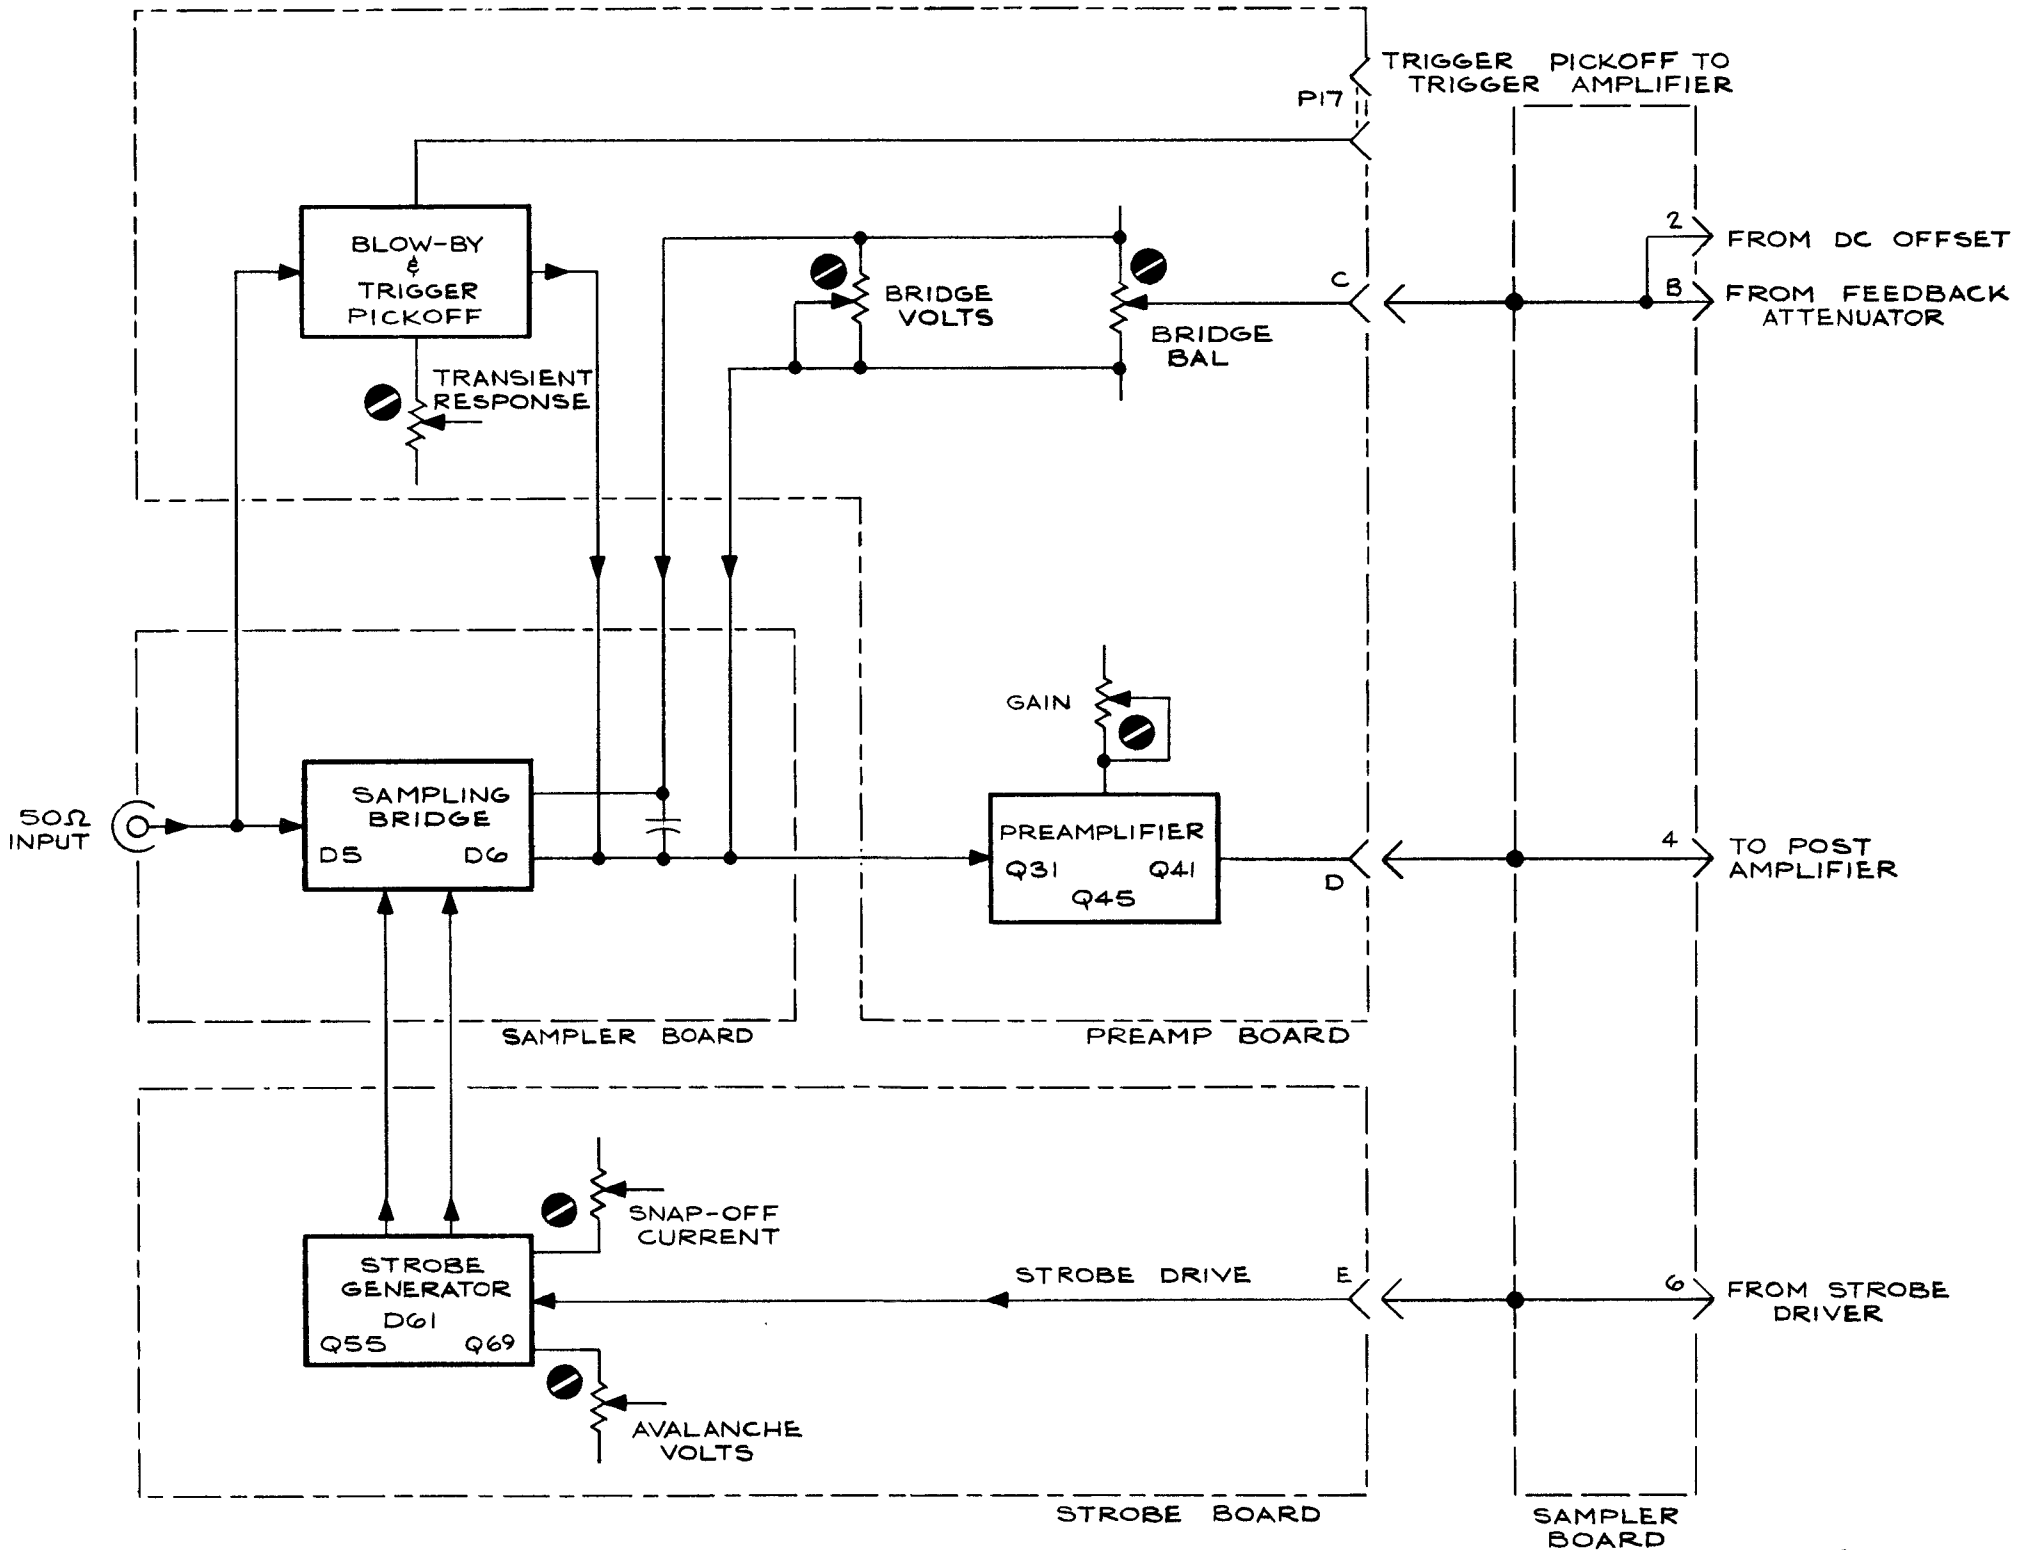 TRIGGER PICKOFF TO
TRIGGER AMPLIFIER
P17
BLOW-BY
&
TRIGGER
PICKOFF
TRANSIENT
RESPONSE
BRIDGE
VOLTS
BRIDGE
BAL
C
2
FROM DC OFFSET
B
FROM FEEDBACK
ATTENUATOR
GAIN
50Ω
INPUT
SAMPLING
BRIDGE
D5 D6
PREAMPLIFIER
Q31 Q41
Q45
D
4
TO POST
AMPLIFIER
SAMPLER BOARD
PREAMP BOARD
SNAP-OFF
CURRENT
STROBE
GENERATOR
D61
Q55 Q69
STROBE DRIVE
E
6
FROM STROBE
DRIVER
AVALANCHE
VOLTS
STROBE BOARD
SAMPLER
BOARD